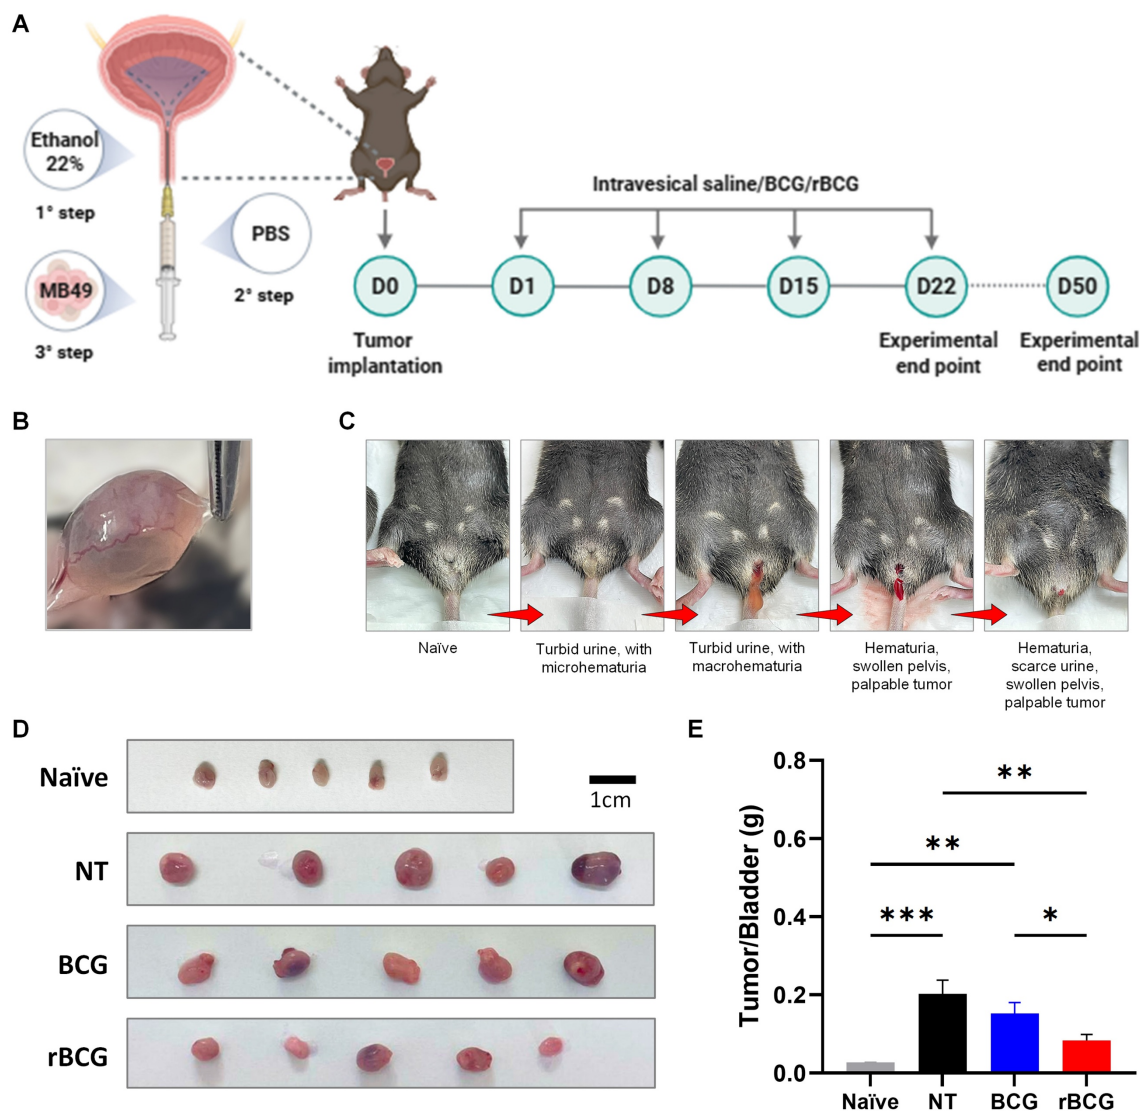 A
Ethanol
22%
1° step
PBS
2° step
MB49
3° step
Intravesical saline/BCG/rBCG
D0
D1
D8
D15
D22
D50
Tumor
implantation
Experimental
end point
Experimental
end point
B
C
Naïve
Turbid urine, with
microhematuria
Turbid urine, with
macrohematuria
Hematuria,
swollen pelvis,
palpable tumor
Hematuria,
scarce urine,
swollen pelvis,
palpable tumor
D
Naïve
1cm
NT
BCG
rBCG
E
Tumor/Bladder (g)
0.8
0.6
0.4
0.2
0.0
**
**
***
*
Naïve
NT
BCG
rBCG